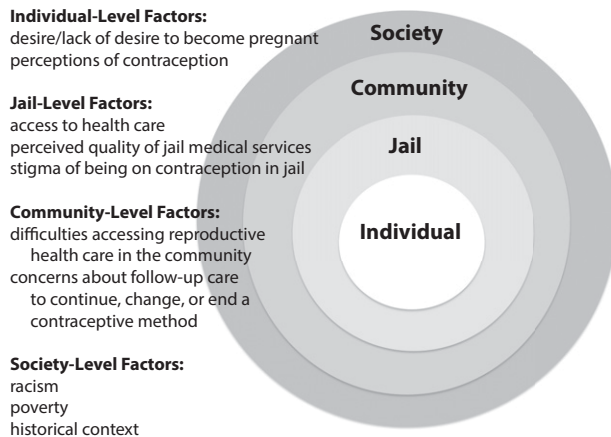 Individual-Level Factors:
desire/lack of desire to become pregnant
perceptions of contraception
Jail-Level Factors:
access to health care
perceived quality of jail medical services
stigma of being on contraception in jail
Community-Level Factors:
difficulties accessing reproductive
health care in the community
concerns about follow-up care
to continue, change, or end a
contraceptive method
Society-Level Factors:
racism
poverty
historical context
Society
Community
Jail
Individual